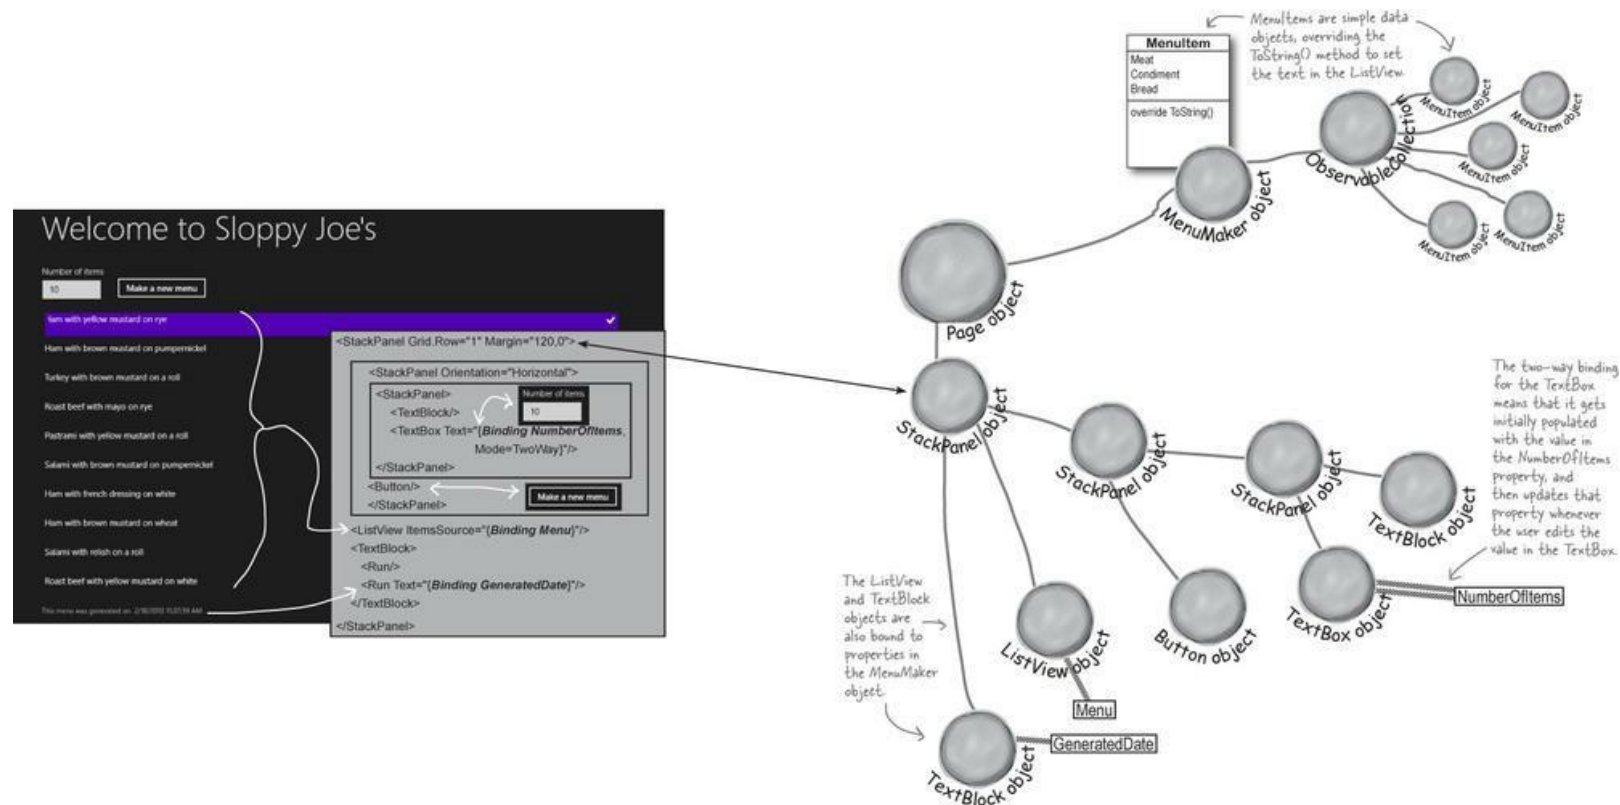 Welcome to Sloppy Joe's
Number of items
10
Make a new menu
Ham with yellow mustard on rye
Ham with brown mustard on pumpernickel
Turkey with brown mustard on a roll
Roast beef with mayo on rye
Pastrami with yellow mustard on a roll
Salami with brown mustard on pumpernickel
Ham with french dressing on white
Ham with brown mustard on wheat
Salami with relish on a roll
Roast beef with yellow mustard on white
This menu was generated on
<StackPanel Grid.Row="1" Margin="120,0">
<StackPanel Orientation="Horizontal">
<StackPanel>
<TextBlock/>
<TextBox Text="{Binding NumberOfItems,
Mode=TwoWay}"/>
</StackPanel>
Number of items
10
<Button/>
Make a new menu
</StackPanel>
<ListView ItemsSource="{Binding Menu}"/>
<TextBlock>
<Run/>
<Run Text="{Binding GeneratedDate}"/>
</TextBlock>
</StackPanel>
MenuItem
Meat
Condiment
Bread
override ToString()
MenuItems are simple data
objects, overriding the
ToString() method to set
the text in the ListView
MenuItem object
MenuItem object
MenuItem object
MenuItem object
MenuItem object
ObservableCollection
MenuMaker object
Page object
StackPanel object
StackPanel object
StackPanel object
TextBlock object
TextBox object
NumberOfItems
Button object
ListView object
Menu
TextBlock object
GeneratedDate
The two-way binding
for the TextBox
means that it gets
initially populated
with the value in
the NumberOfItems
property, and
then updates that
property whenever
the user edits the
value in the TextBox.
The ListView
and TextBlock
objects are
also bound to
properties in
the MenuMaker
object.